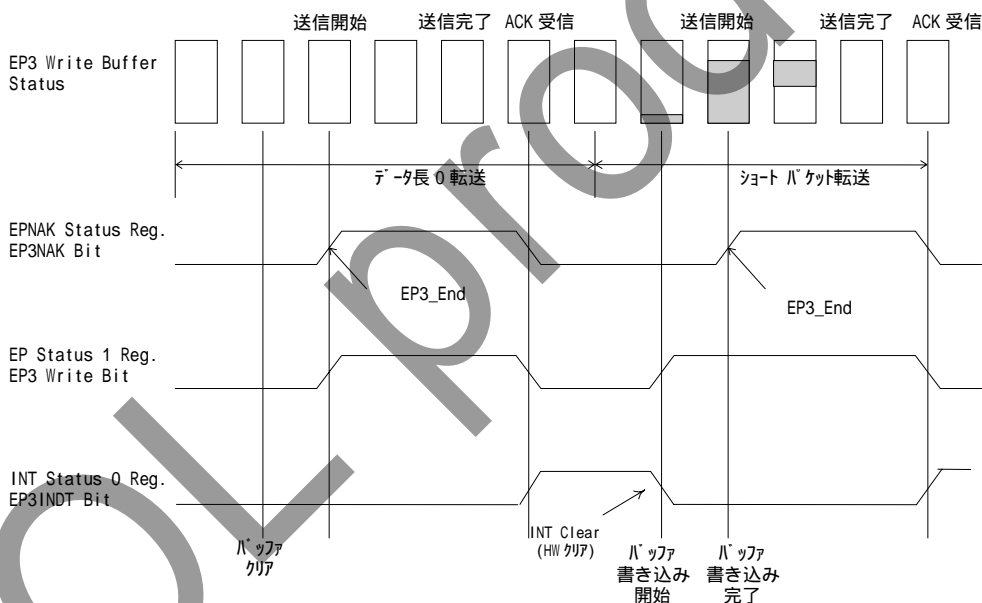 送信開始 送信完了 ACK 受信 送信開始 送信完了 ACK 受信
EP3 Write Buffer
Status
ﾃﾞｰﾀ長 0 転送 ｼｮｰﾄ ﾊﾟｹｯﾄ転送
EPNAK Status Reg.
EP3NAK Bit
EP3_End EP3_End
EP Status 1 Reg.
EP3 Write Bit
INT Status 0 Reg.
EP3INDT Bit
INT Clear
(HW ｸﾘｱ)
ﾊﾞｯﾌｧ
ｸﾘｱ
ﾊﾞｯﾌｧ
書き込み
開始
ﾊﾞｯﾌｧ
書き込み
完了
OL prod